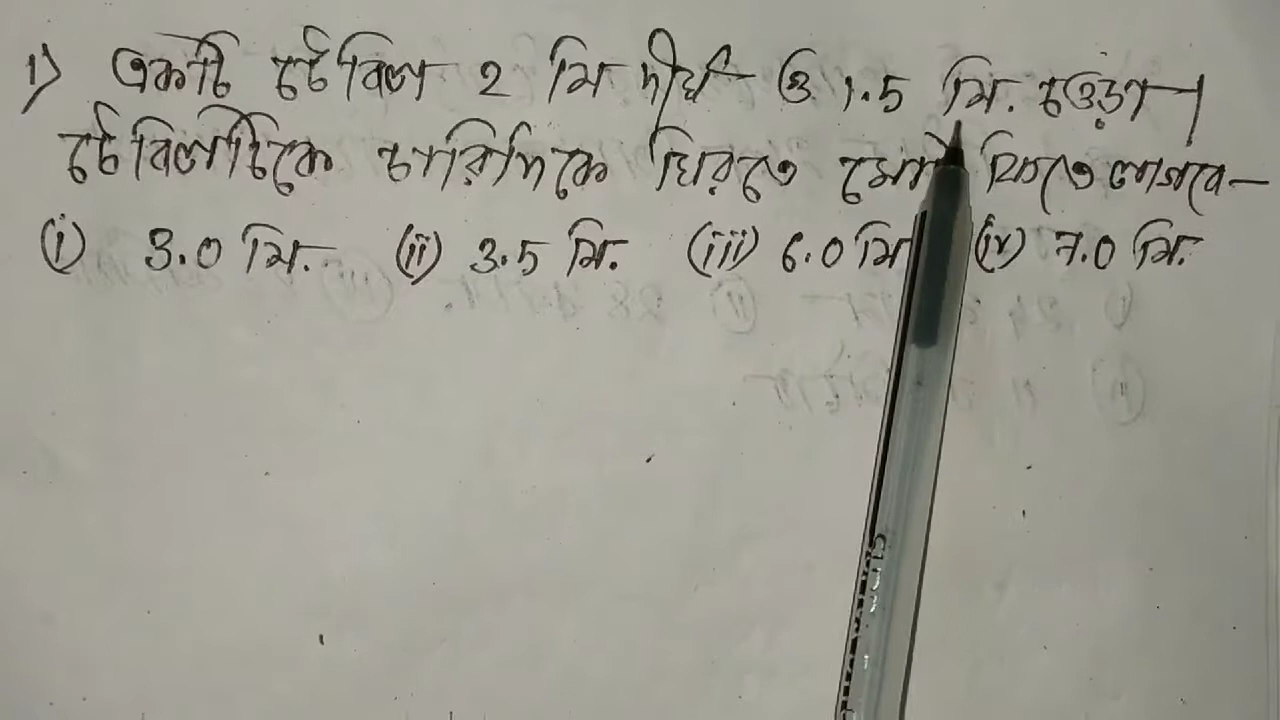 1) একটি টেবিল 2 মি দীর্ঘ ও 1.5 মি. চওড়া।
টেবিলটিকে চারিদিকে ঘিরতে মোট ফিতে লাগবে—
(i) 3.0 মি. (ii) 3.5 মি. (iii) 6.0 মি (iv) 7.0 মি.